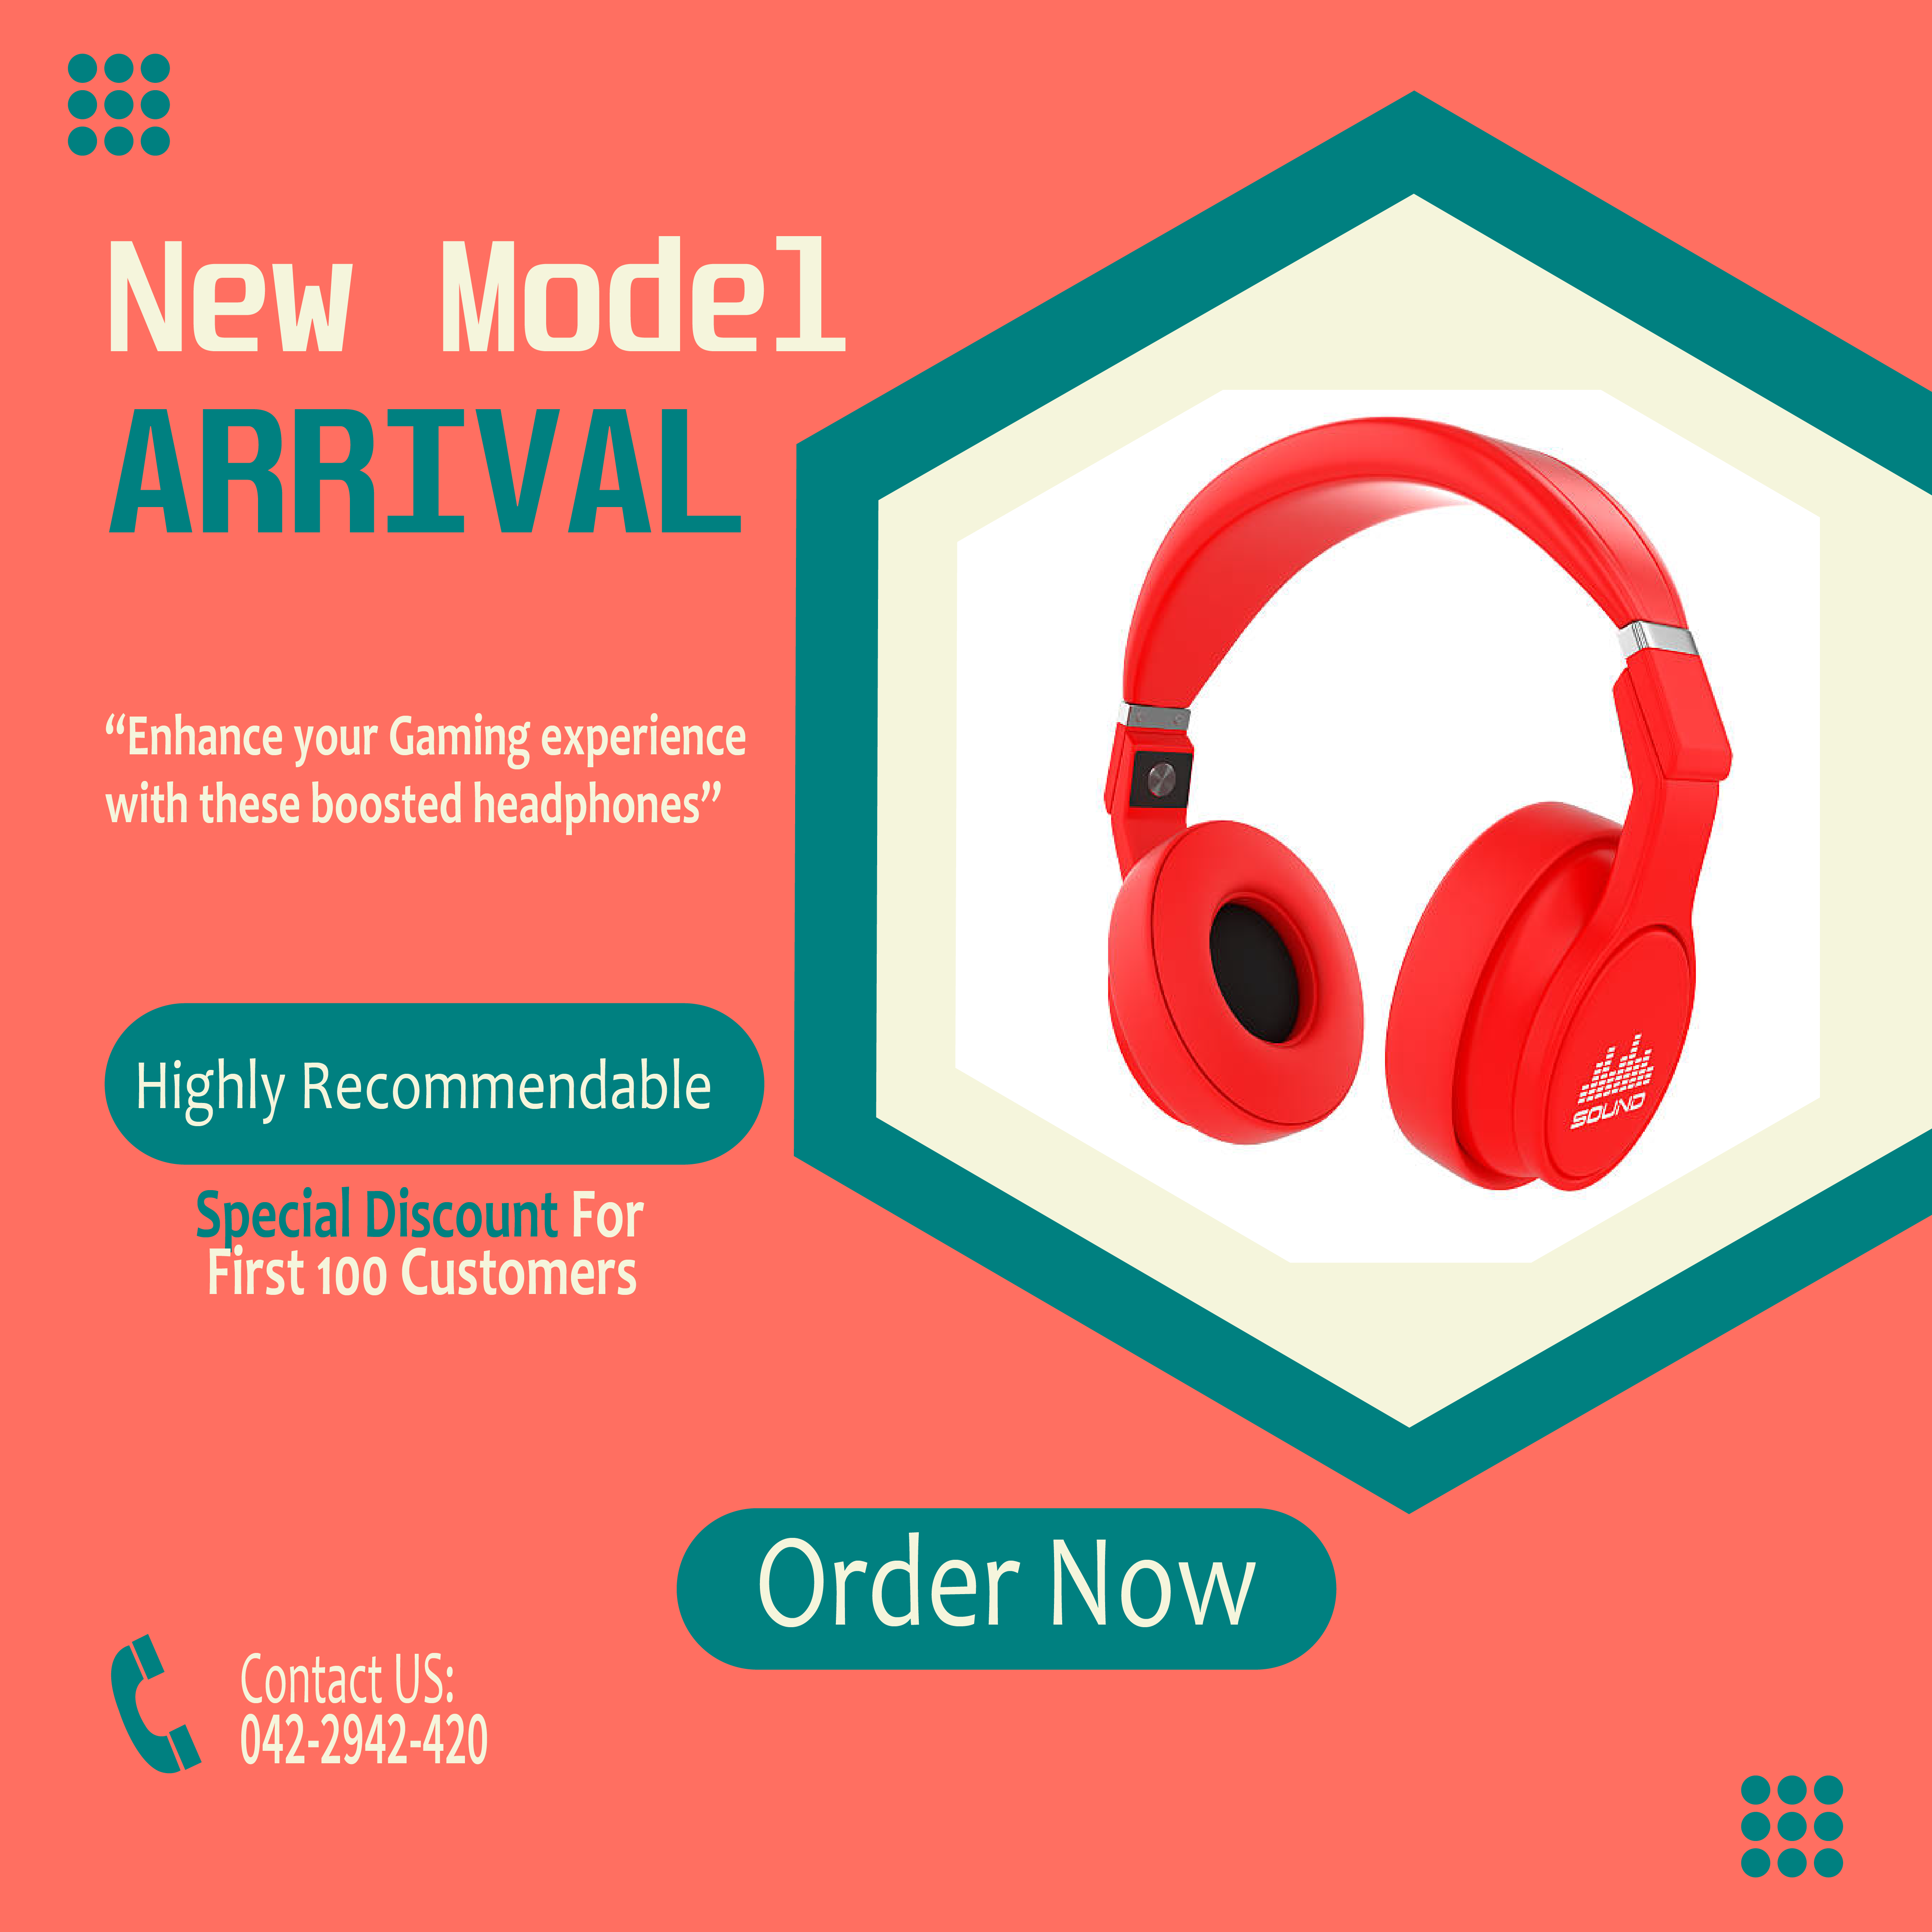 New Model
ARRIVAL
“Enhance your Gaming experience
with these boosted headphones”
Highly Recommendable
Special Discount For
First 100 Customers
SOUND
Order Now
Contact US:
042-2942-420